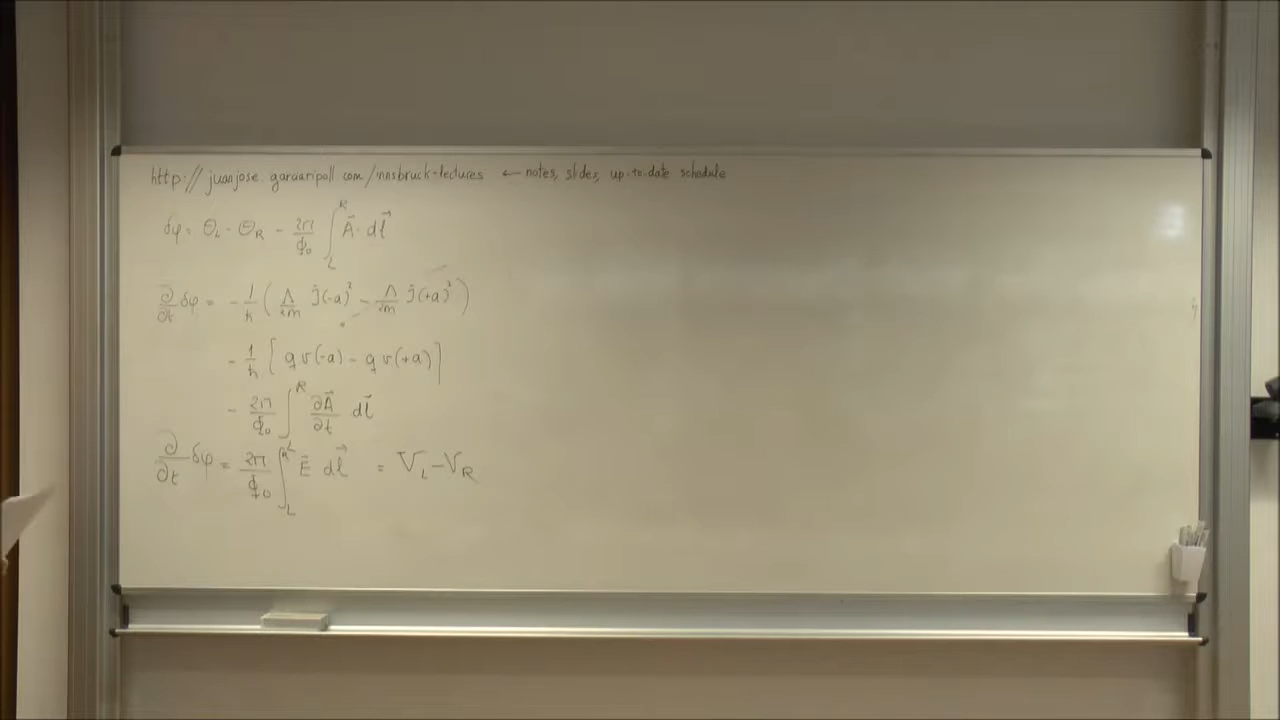 http://juanjose.garciaripoll.com/innsbruck-lectures ← notes, slides, up-to-date schedule
δφ = Θ_L - Θ_R - 2π/Φ₀ ∫_L^R A⃗ · dl⃗
∂/∂t δφ = - 1/ħ ( Λ/2m J⃗(-a)² - Λ/2m J⃗(+a)² )
- 1/ħ [ q v(-a) - q v(+a) ]
- 2π/Φ₀ ∫_L^R ∂A⃗/∂t dl⃗
∂/∂t δφ = 2π/Φ₀ ∫_L^R E⃗ dl⃗ = V_L - V_R